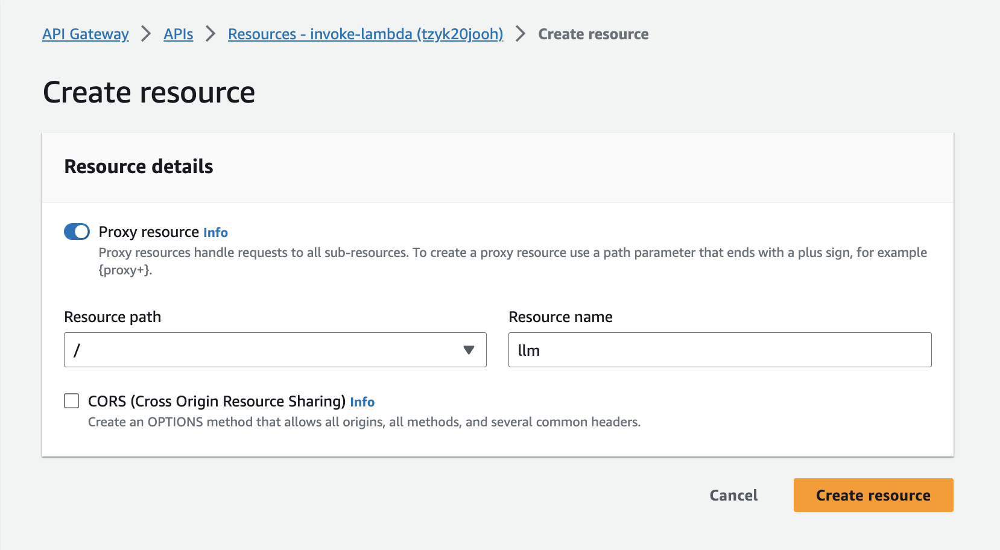 API Gateway > APIs > Resources - invoke-lambda (tzyk20jooh) > Create resource
Create resource
Resource details
Proxy resource Info
Proxy resources handle requests to all sub-resources. To create a proxy resource use a path parameter that ends with a plus sign, for example
{proxy+}.
Resource path
Resource name
/
llm
CORS (Cross Origin Resource Sharing) Info
Create an OPTIONS method that allows all origins, all methods, and several common headers.
Cancel
Create resource